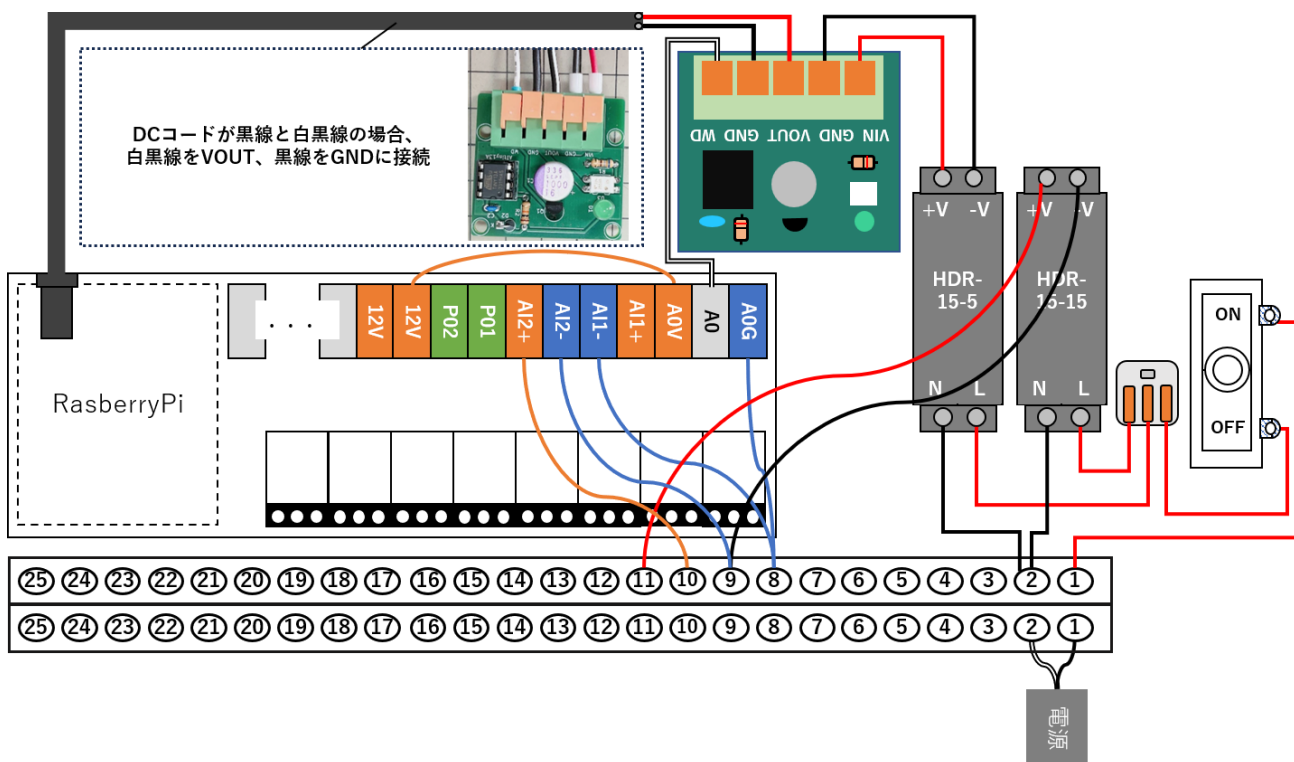 DCコードが黒線と白黒線の場合、
白黒線をVOUT、黒線をGNDに接続
WD GND VOUT GND VIN
WD GND VOUT GND VIN
+V -V
+V -V
HDR-
15-5
HDR-
15-15
N L
N L
ON
OFF
12V 12V P02 P01 AI2+ AI2- AI1- AI1+ A0V A0 A0G
...
RasberryPi
25 24 23 22 21 20 19 18 17 16 15 14 13 12 11 10 9 8 7 6 5 4 3 2 1
25 24 23 22 21 20 19 18 17 16 15 14 13 12 11 10 9 8 7 6 5 4 3 2 1
電源